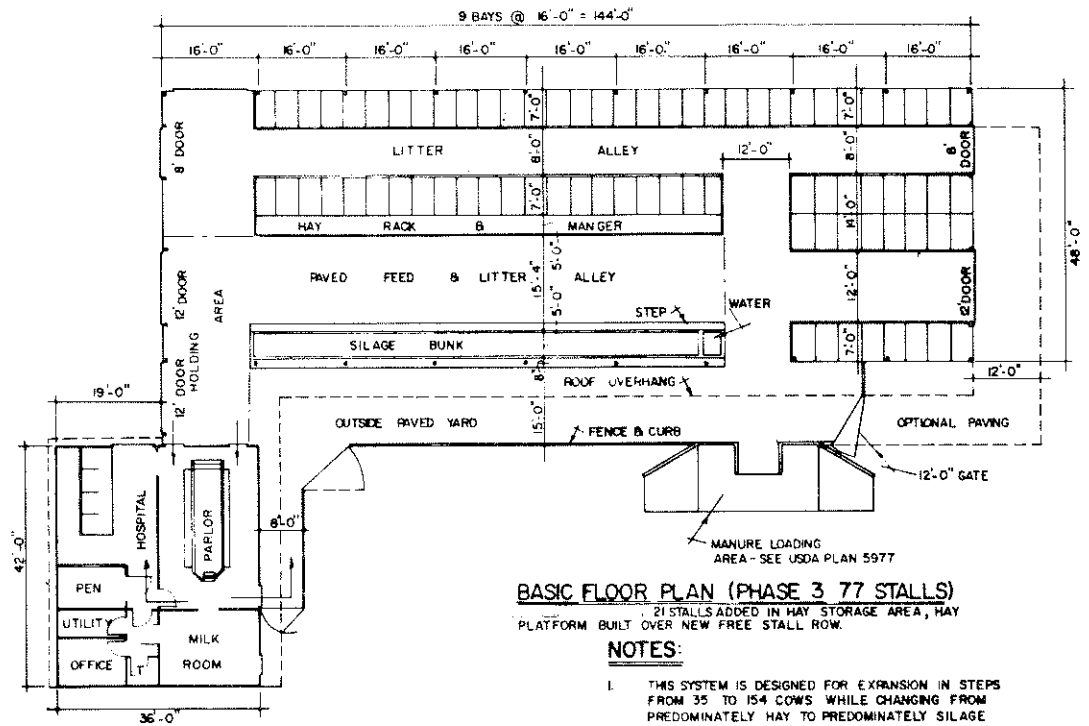 9 BAYS @ 16'-0" = 144'-0"
16'-0" 16'-0" 16'-0" 16'-0" 16'-0" 16'-0" 16'-0" 16'-0" 16'-0"
7'-0" 7'-0"
8' DOOR LITTER ALLEY 8'-0" 12'-0" 8'-0" 8' DOOR
7'-0" 14'-0"
HAY RACK & MANGER
48'-0"
12' DOOR AREA PAVED FEED & LITTER ALLEY 5'-0" 15'-4" 5'-0" 12'-0" 12' DOOR
STEP WATER
SILAGE BUNK 7'-0"
12' DOOR HOLDING 8'-0" ROOF OVERHANG 12'-0"
19'-0"
OUTSIDE PAVED YARD 15'-0" FENCE & CURB OPTIONAL PAVING
12'-0" GATE
HOSPITAL PARLOR 8'-0"
42'-0"
MANURE LOADING
AREA - SEE USDA PLAN 5977
PEN
UTILITY
OFFICE T MILK
ROOM
36'-0"
BASIC FLOOR PLAN (PHASE 3 77 STALLS)
21 STALLS ADDED IN HAY STORAGE AREA, HAY
PLATFORM BUILT OVER NEW FREE STALL ROW.
NOTES:
1. THIS SYSTEM IS DESIGNED FOR EXPANSION IN STEPS
FROM 35 TO 154 COWS WHILE CHANGING FROM
PREDOMINATELY HAY TO PREDOMINATELY SILAGE